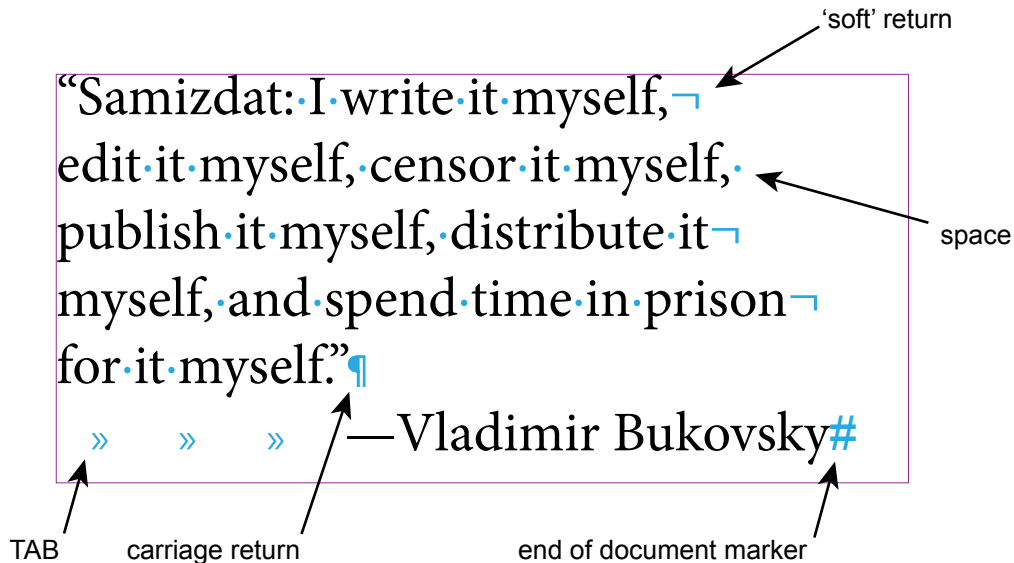 ‘soft’ return
“Samizdat:·I·write·it·myself,¬
edit·it·myself,·censor·it·myself,·
space
publish·it·myself,·distribute·it¬
myself,·and·spend·time·in·prison¬
for·it·myself.”¶
» » » —Vladimir Bukovsky#
TAB
carriage return
end of document marker